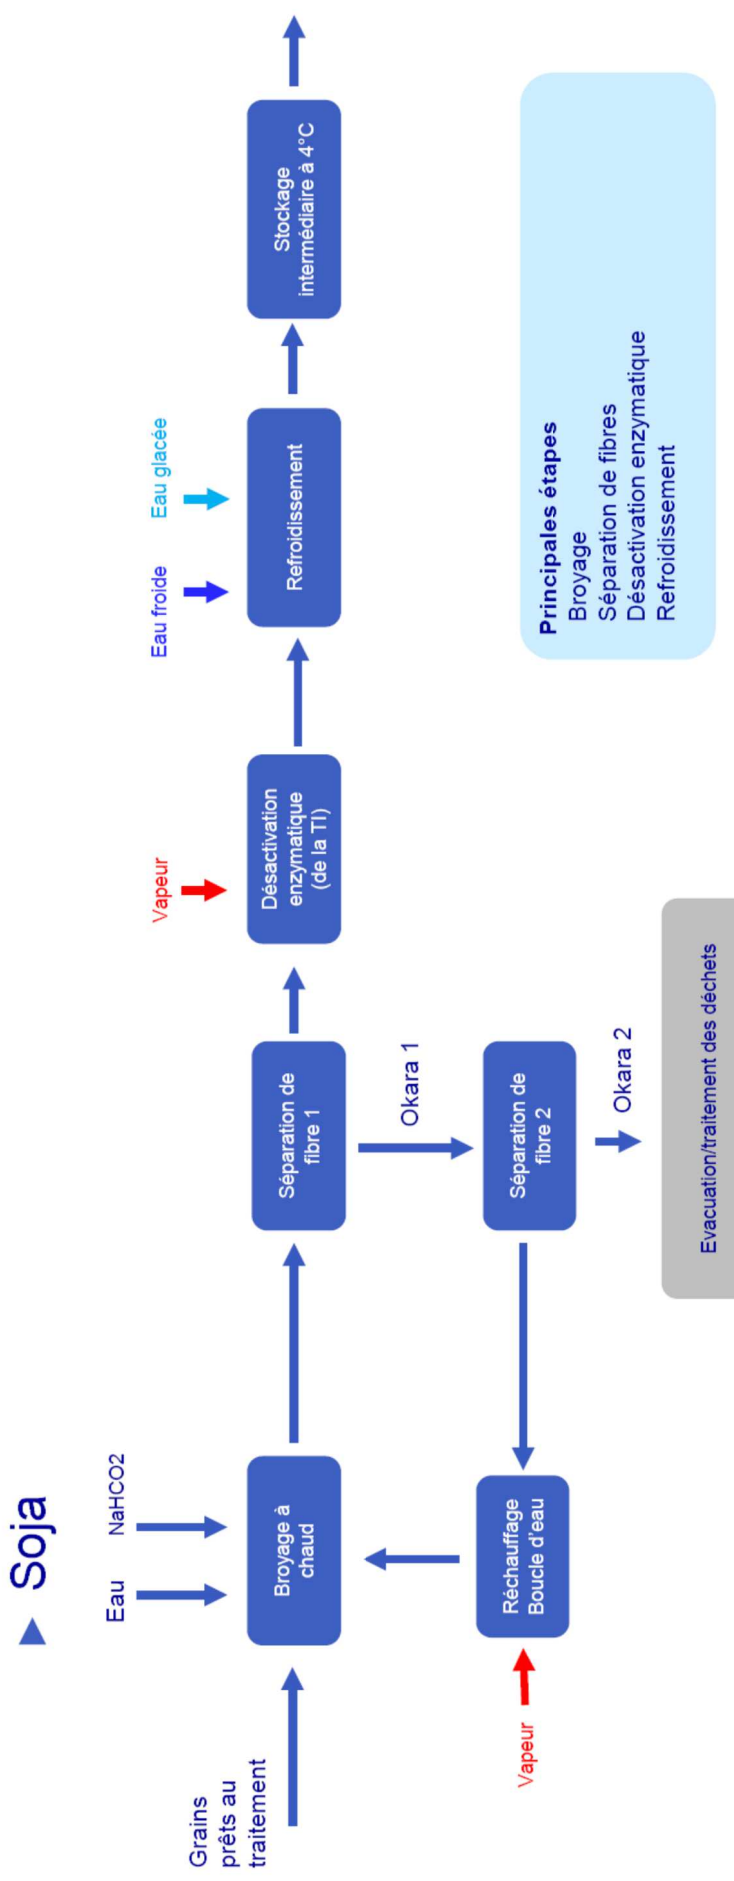 Soja
Eau
NaHCO2
Grains
prêts au
traitement
Broyage à
chaud
Séparation de
fibre 1
Vapeur
Désactivation
enzymatique
(de la TI)
Eau froide
Eau glacée
Refroidissement
Stockage
intermédiaire à 4°C
Okara 1
Vapeur
Réchauffage
Boucle d'eau
Séparation de
fibre 2
Okara 2
Evacuation/traitement des déchets
Principales étapes
Broyage
Séparation de fibres
Désactivation enzymatique
Refroidissement